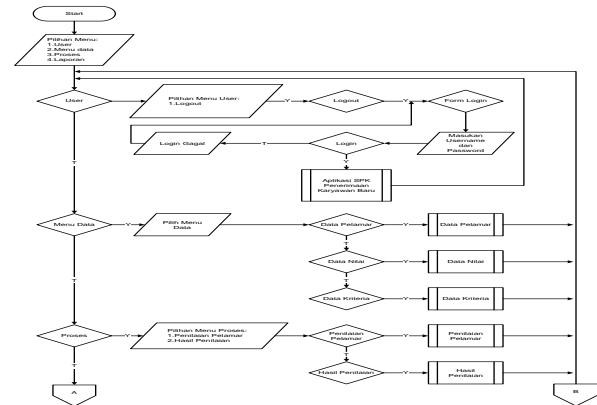 Start
Pilihan Menu:
1.User
2.Menu data
3.Proses
4.Laporan
User
Pilihan Menu User:
1.Logout
Y
Logout
Y
Form Login
Login Gagal
T
Login
Masukan
Username
dan
Password
Y
T
Aplikasi SPK
Penerimaan
Karyawan Baru
Menu Data
Y
Pilih Menu
Data
Data Pelamar
Y
Data Pelamar
T
Data Nilai
Y
Data Nilai
T
T
Data Kriteria
Y
Data Kriteria
Proses
Y
Pilihan Menu Proses:
1.Penilaian Pelamar
2.Hasil Penilaian
Penilaian
Pelamar
Y
Penilaian
Pelamar
T
T
Hasil Penilaian
Y
Hasil
Penilaian
A
B